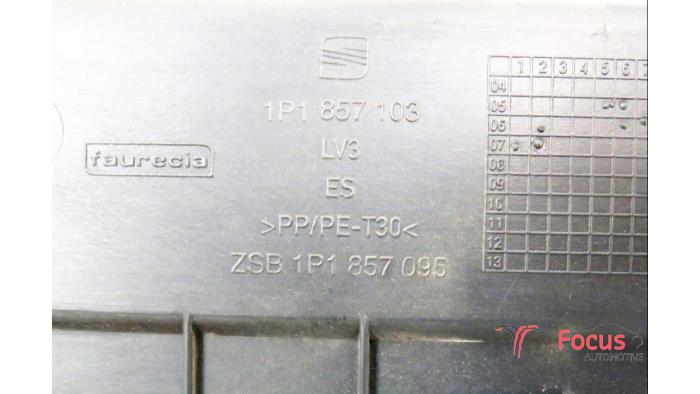 1P1 857 103
LV3
faurecia
ES
>PP/PE-T30<
ZSB 1P1 857 095
1 2 3 4 5 6 7
04
05
06
07
08
09
10
11
12
13
Focus
AUTOMOTIVE